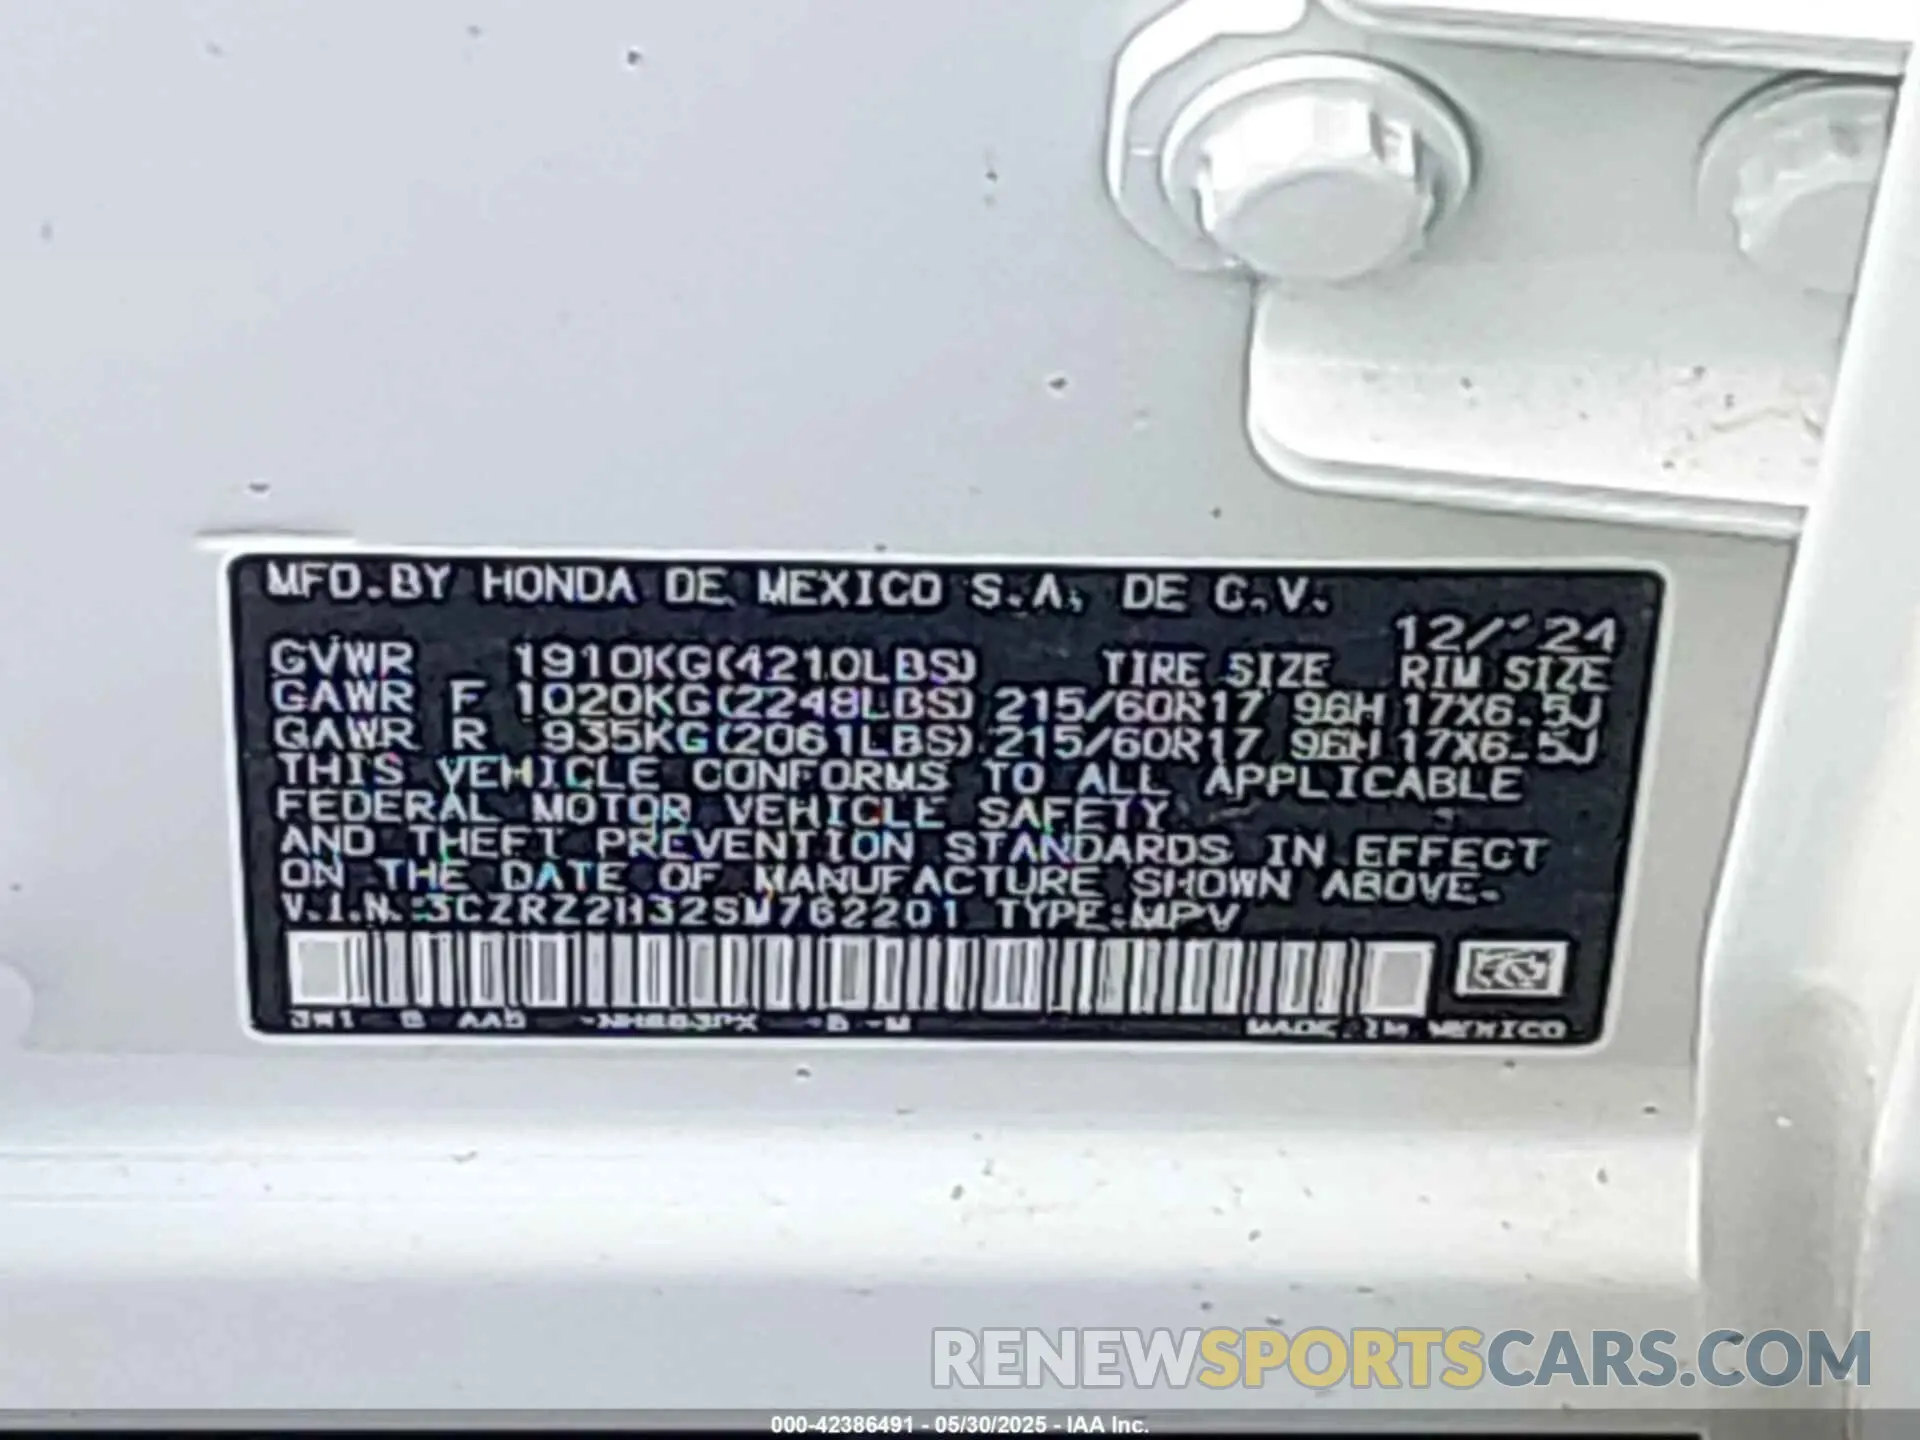 MFD.BY HONDA DE MEXICO S.A. DE C.V.
12/'24
GVWR 1910KG(4210LBS) TIRE SIZE RIM SIZE
GAWR F 1020KG(2248LBS) 215/60R17 96H 17X6.5J
GAWR R 935KG(2061LBS) 215/60R17 96H 17X6.5J
THIS VEHICLE CONFORMS TO ALL APPLICABLE
FEDERAL MOTOR VEHICLE SAFETY
AND THEFT PREVENTION STANDARDS IN EFFECT
ON THE DATE OF MANUFACTURE SHOWN ABOVE.
V.I.N.:3CZRZ2H32SM762201 TYPE:MPV
MADE IN MEXICO
RENEWSPORTSCARS.COM
000-42386491 - 05/30/2025 - IAA Inc.